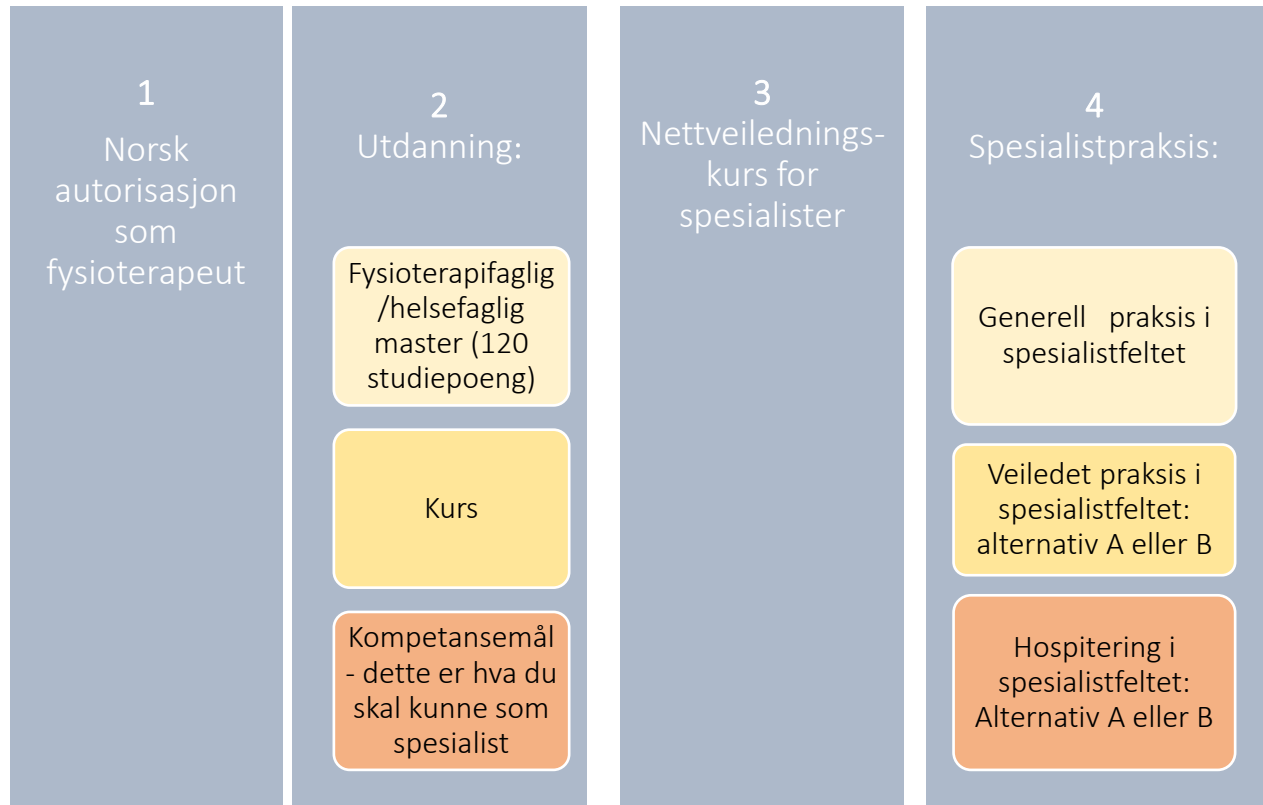 1
Norsk
autorisasjon
som
fysioterapeut
2
Utdanning:
Fysioterapifaglig
/helsefaglig
master (120
studiepoeng)
Kurs
Kompetansemål
- dette er hva du
skal kunne som
spesialist
3
Nettveilednings-
kurs for
spesialister
4
Spesialistpraksis:
Generell praksis i
spesialistfeltet
Veiledet praksis i
spesialistfeltet:
alternativ A eller B
Hospitering i
spesialistfeltet:
Alternativ A eller B